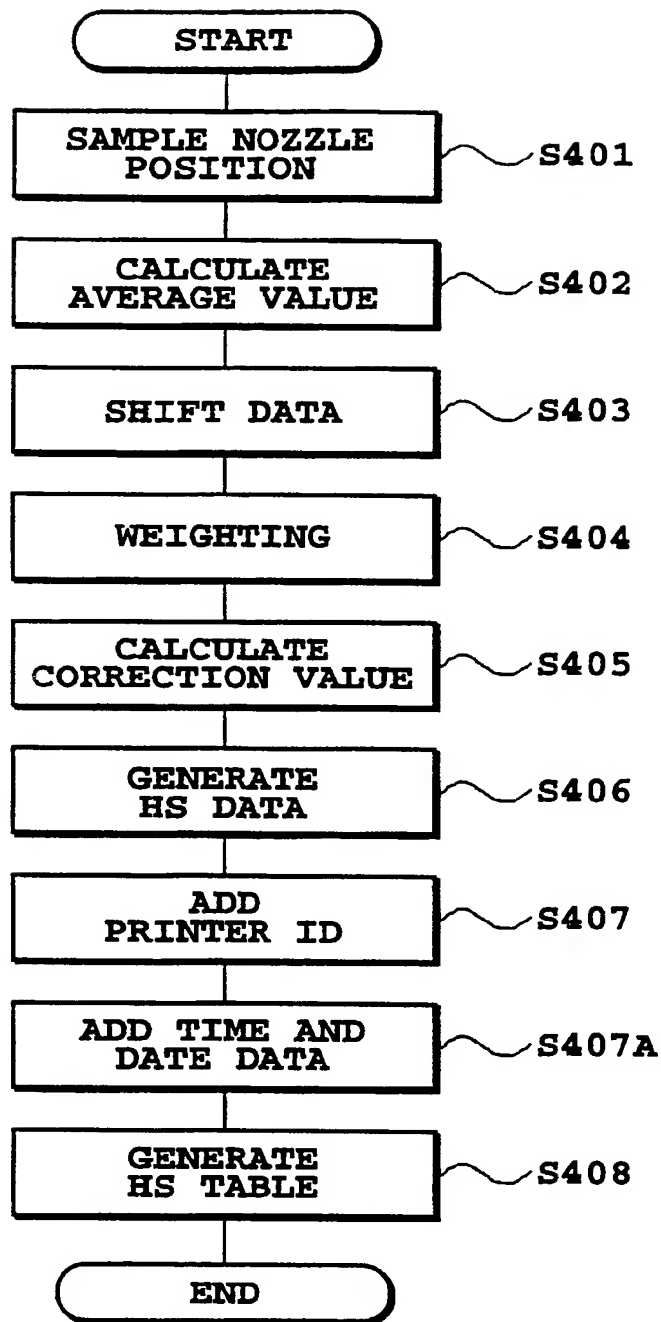 START
SAMPLE NOZZLE
POSITION
S401
CALCULATE
AVERAGE VALUE
S402
SHIFT DATA
S403
WEIGHTING
S404
CALCULATE
CORRECTION VALUE
S405
GENERATE
HS DATA
S406
ADD
PRINTER ID
S407
ADD TIME AND
DATE DATA
S407A
GENERATE
HS TABLE
S408
END